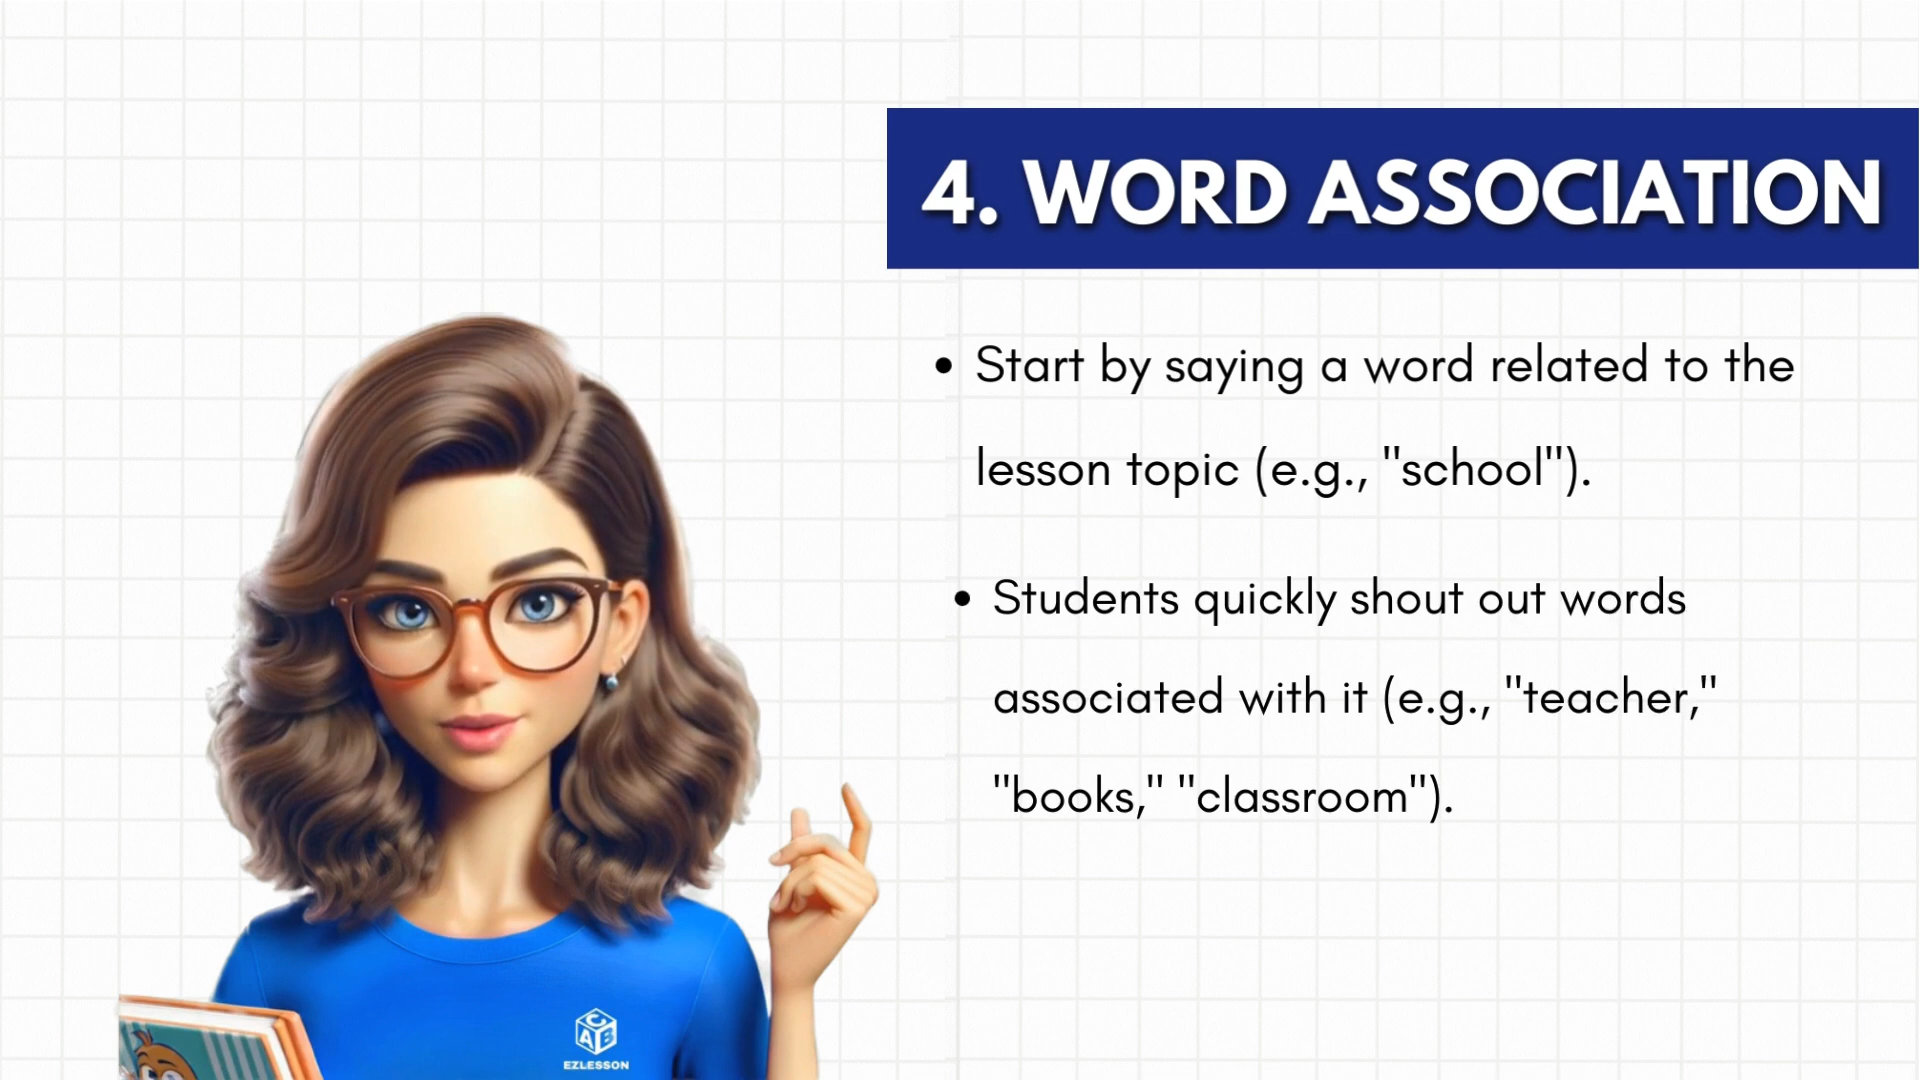 4. WORD ASSOCIATION
• Start by saying a word related to the
lesson topic (e.g., "school").
• Students quickly shout out words
associated with it (e.g., "teacher,"
"books," "classroom").
C
A B
EZLESSON